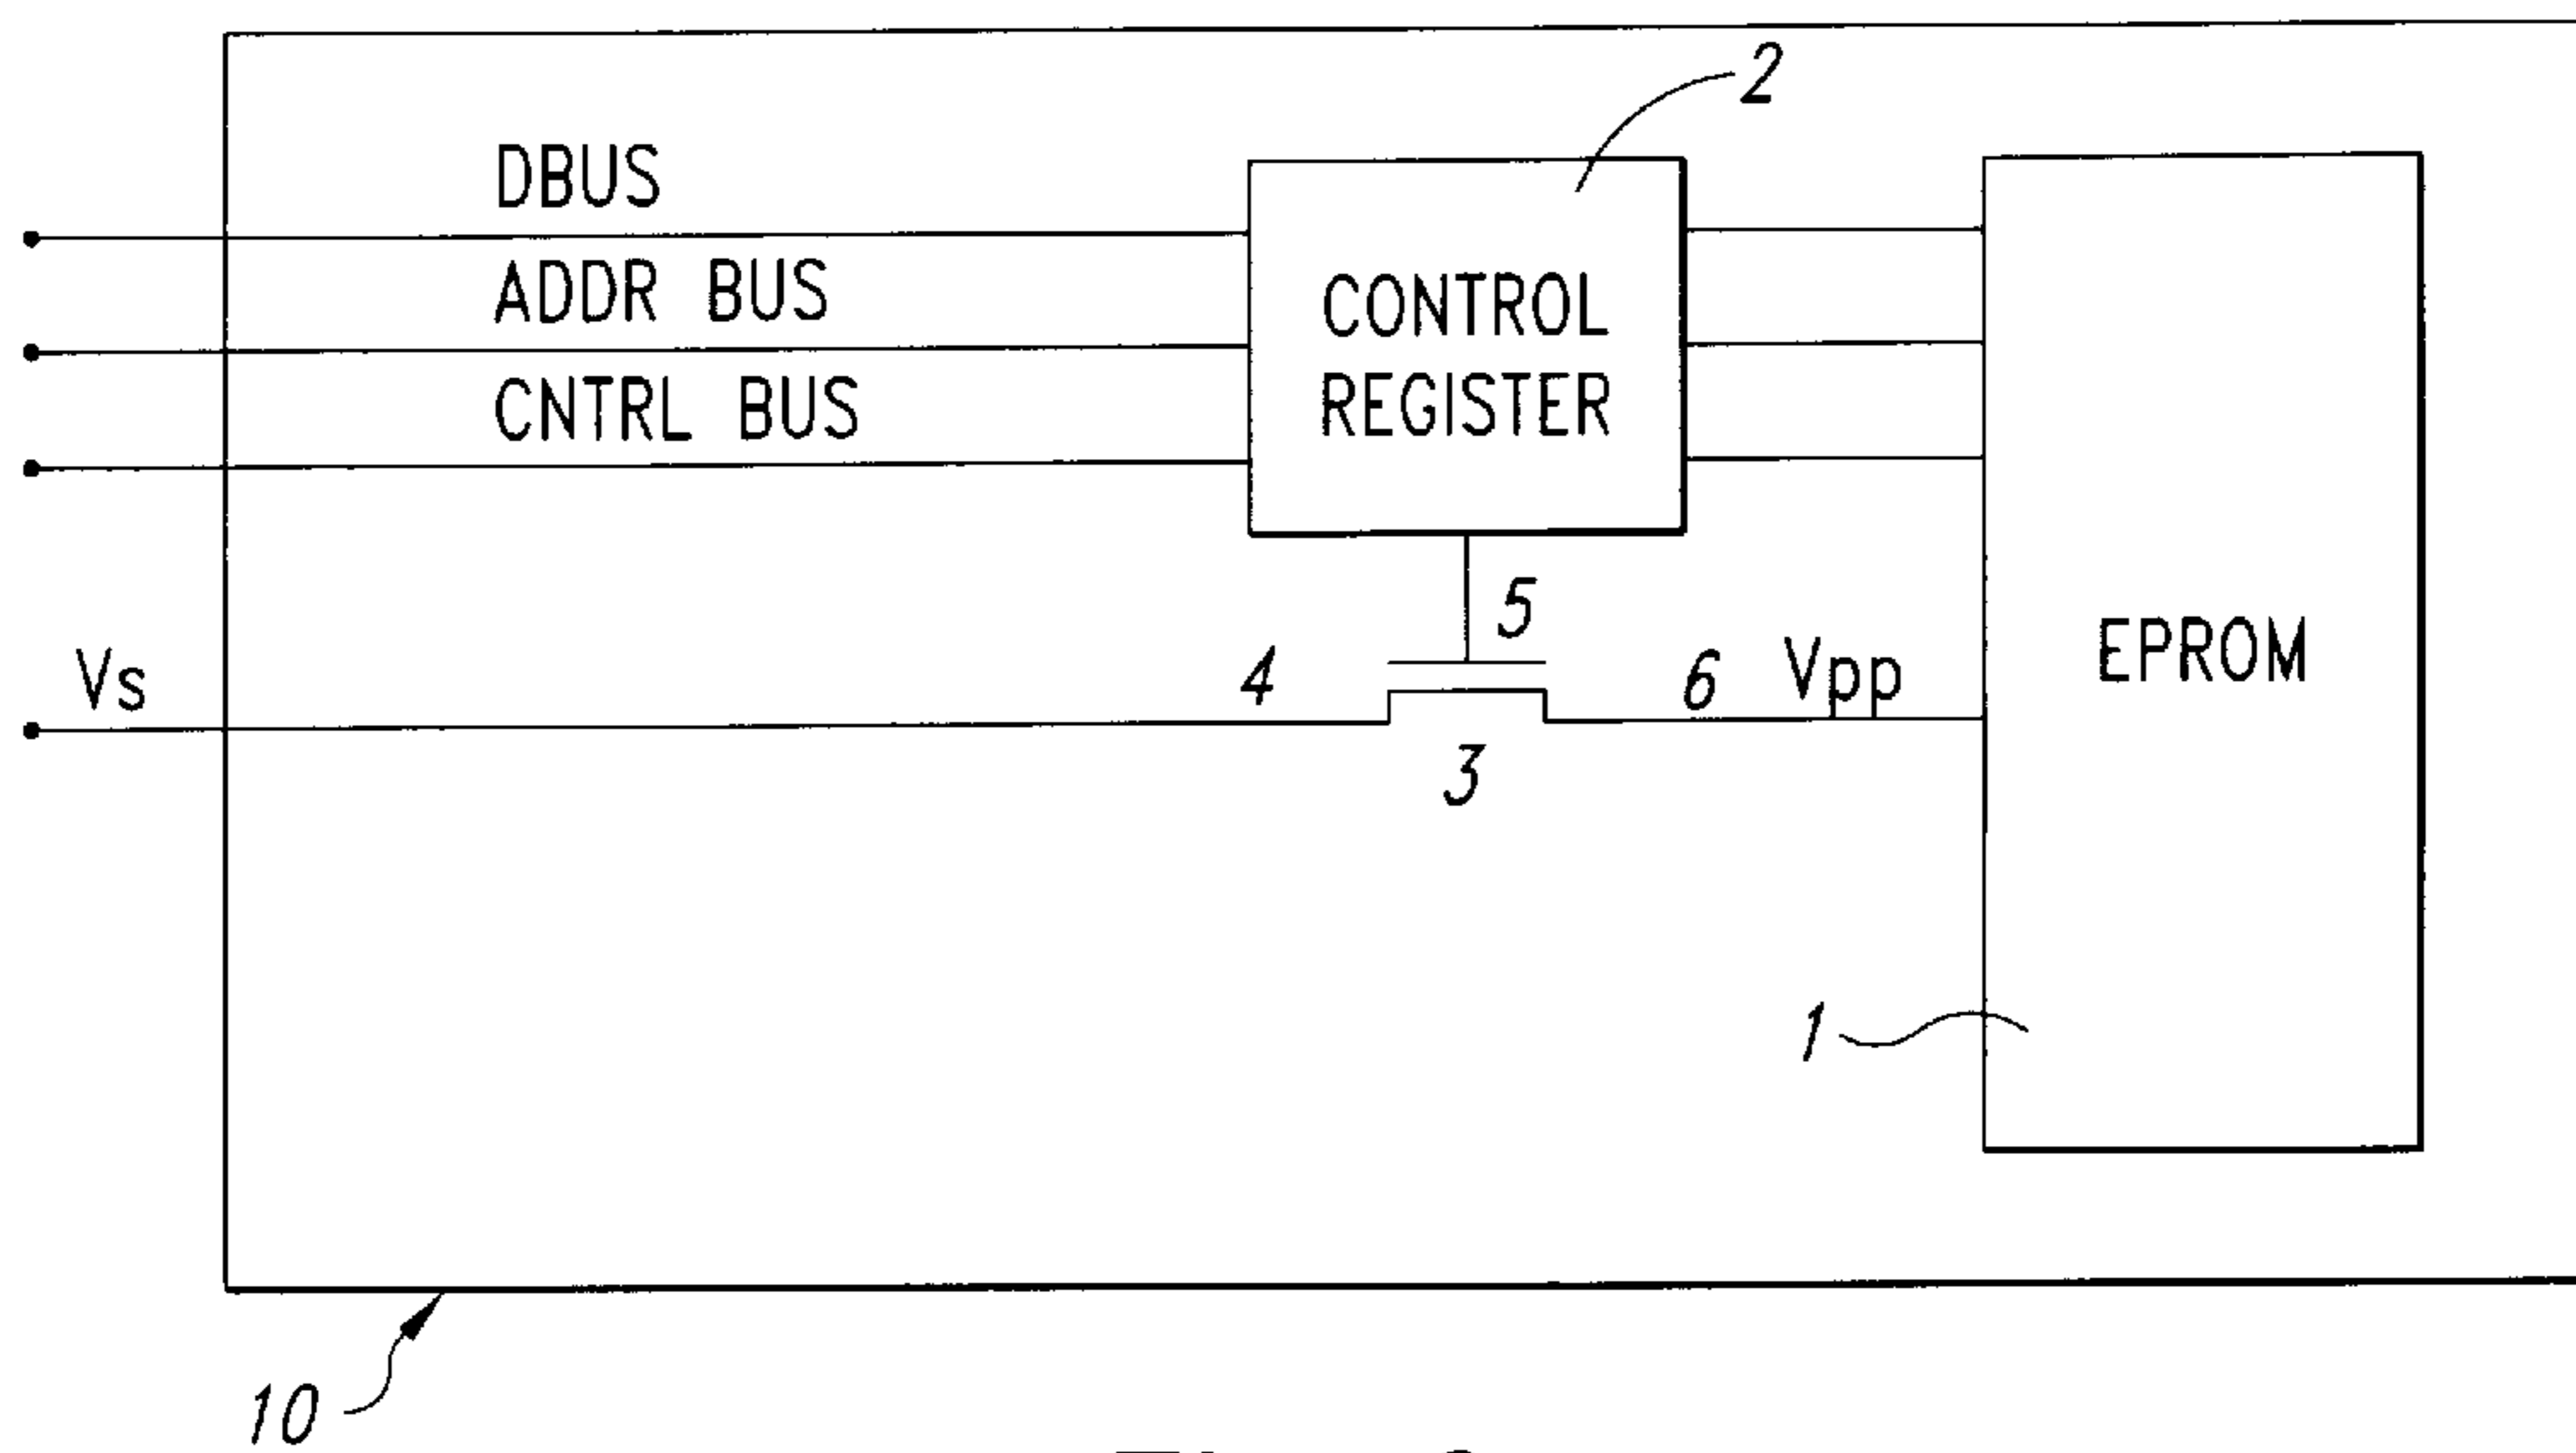 2
DBUS
ADDR BUS
CNTRL BUS
CONTROL
REGISTER
5
Vs
4
6
Vpp
EPROM
3
1
10